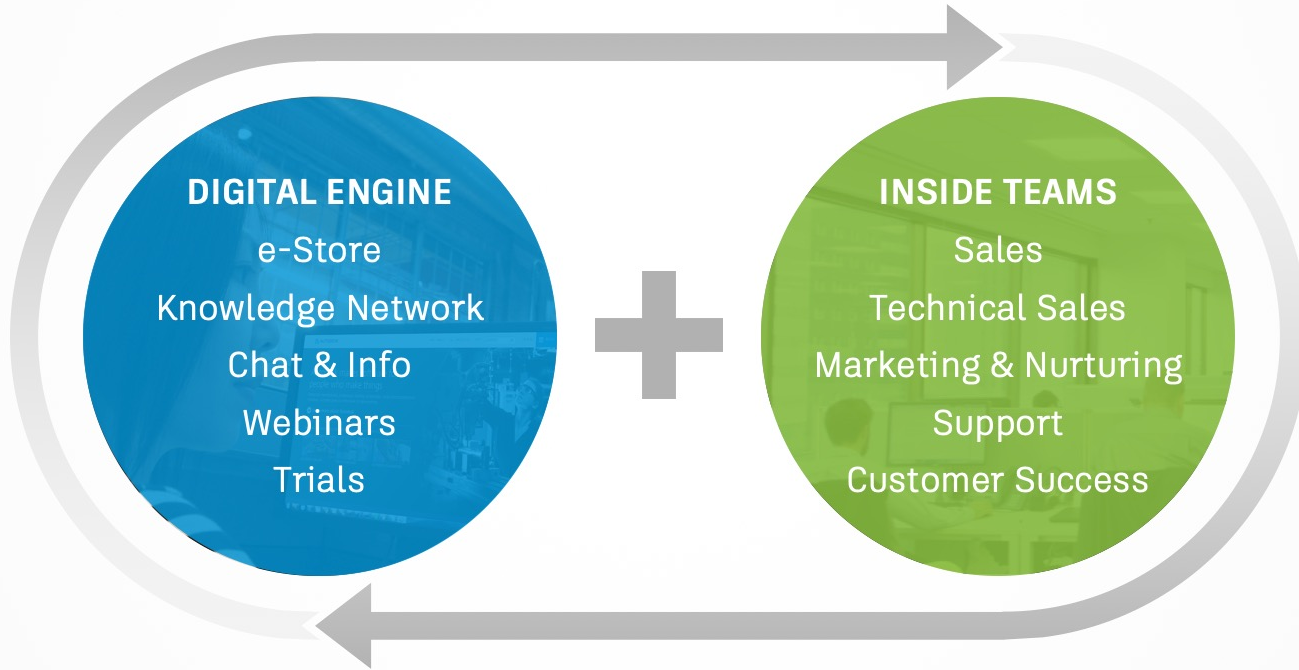 DIGITAL ENGINE
e-Store
Knowledge Network
Chat & Info
Webinars
Trials
INSIDE TEAMS
Sales
Technical Sales
Marketing & Nurturing
Support
Customer Success